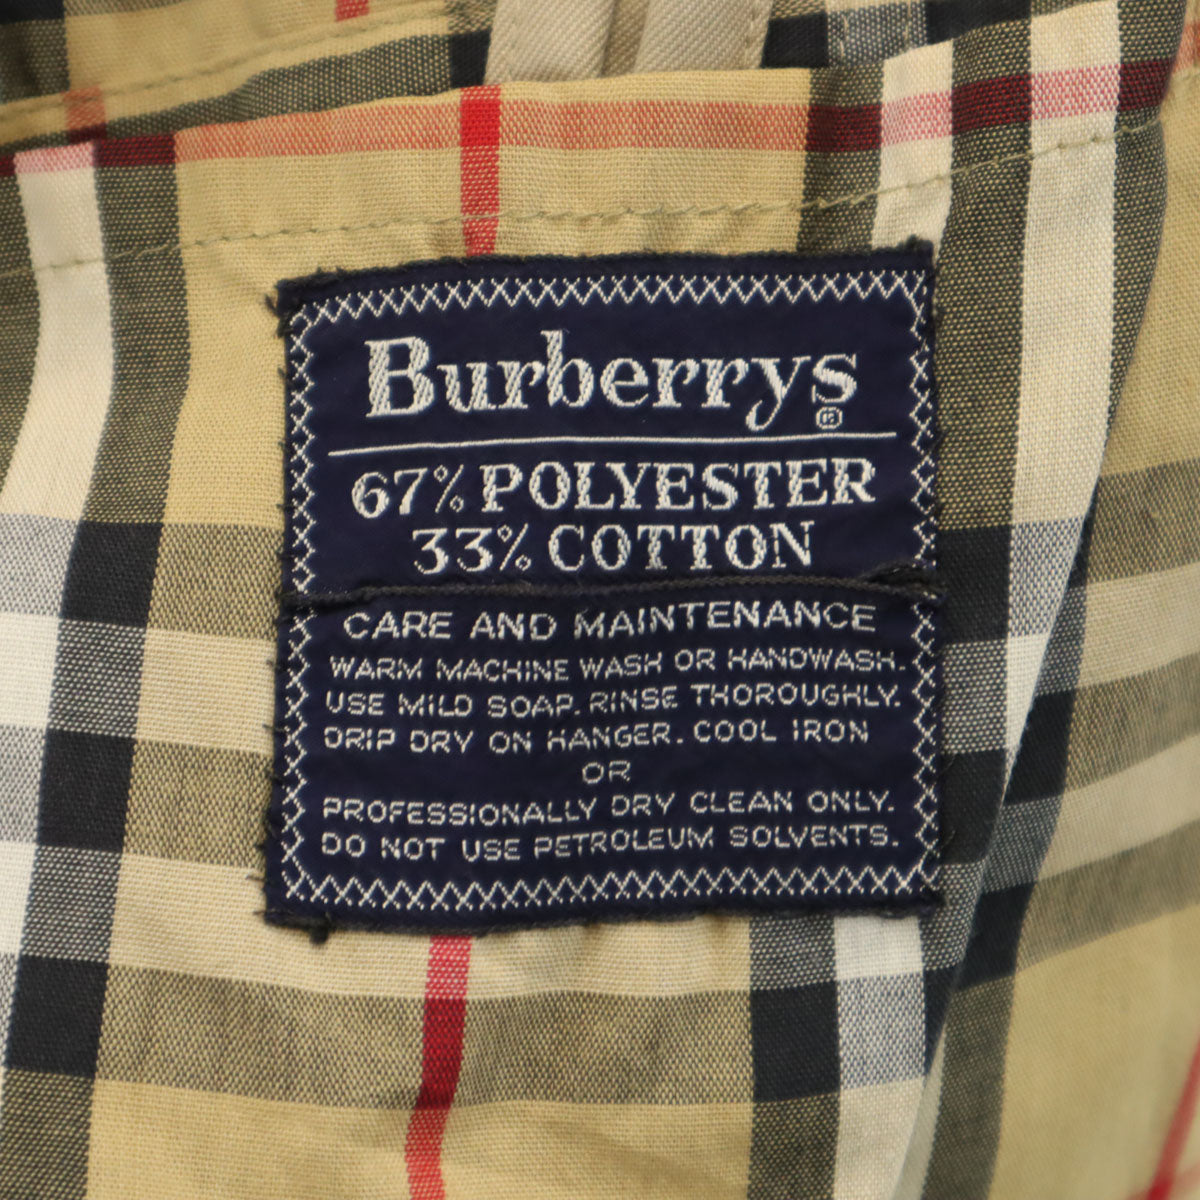 Burberrys®
67% POLYESTER
33% COTTON
CARE AND MAINTENANCE
WARM MACHINE WASH OR HANDWASH.
USE MILD SOAP. RINSE THOROUGHLY.
DRIP DRY ON HANGER. COOL IRON
OR
PROFESSIONALLY DRY CLEAN ONLY.
DO NOT USE PETROLEUM SOLVENTS.